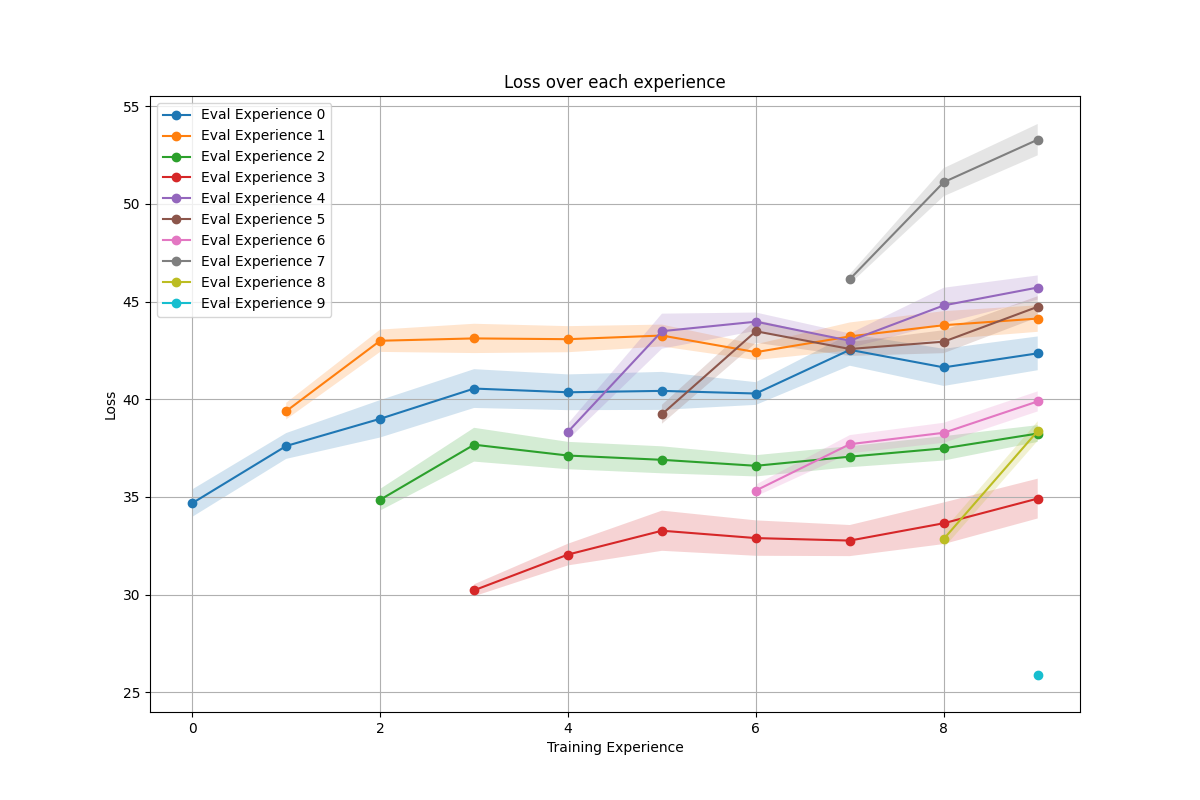 Loss over each experience
Eval Experience 0
Eval Experience 1
Eval Experience 2
Eval Experience 3
Eval Experience 4
Eval Experience 5
Eval Experience 6
Eval Experience 7
Eval Experience 8
Eval Experience 9
55
50
45
40
35
30
25
Loss
0 2 4 6 8
Training Experience